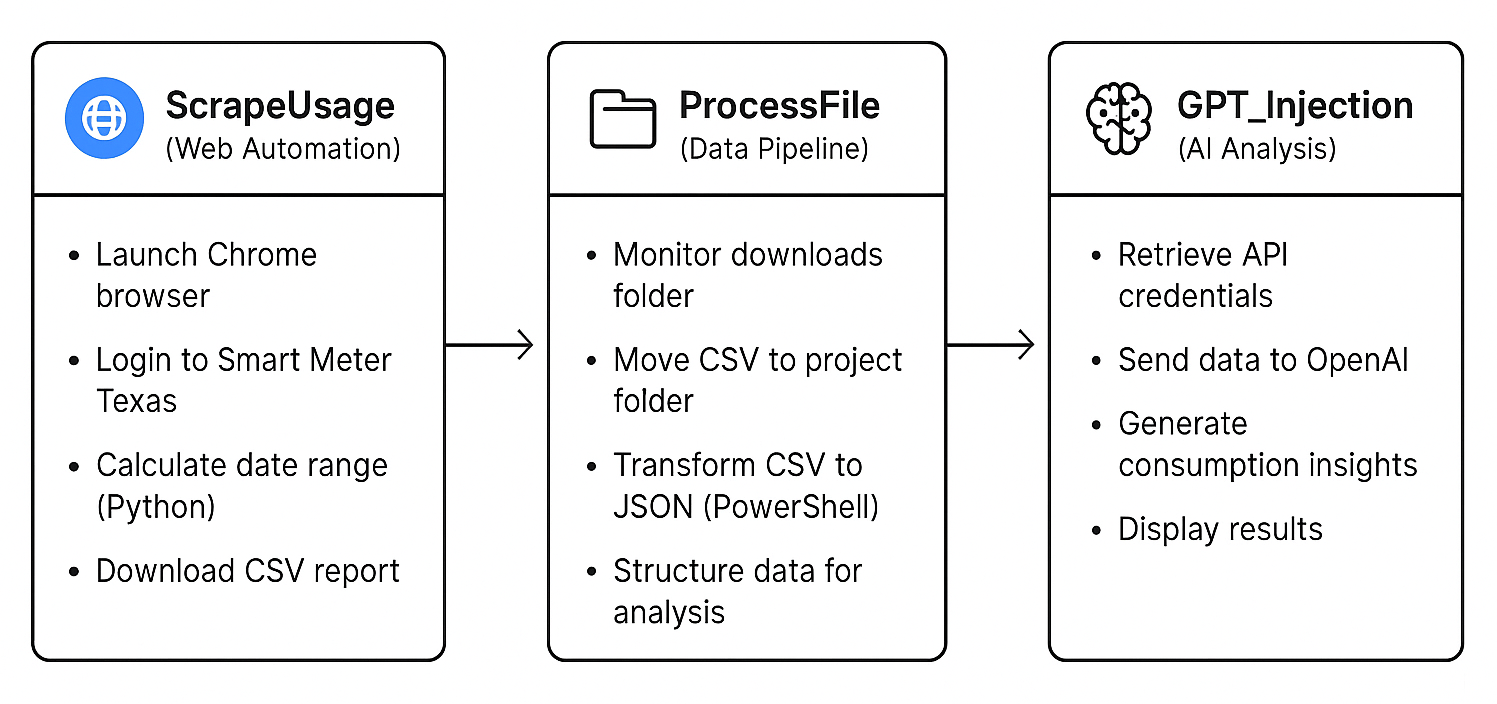 ScrapeUsage
(Web Automation)
• Launch Chrome
browser
• Login to Smart Meter
Texas
• Calculate date range
(Python)
• Download CSV report
ProcessFile
(Data Pipeline)
• Monitor downloads
folder
• Move CSV to project
folder
• Transform CSV to
JSON (PowerShell)
• Structure data for
analysis
GPT_Injection
(AI Analysis)
• Retrieve API
credentials
• Send data to OpenAI
• Generate
consumption insights
• Display results